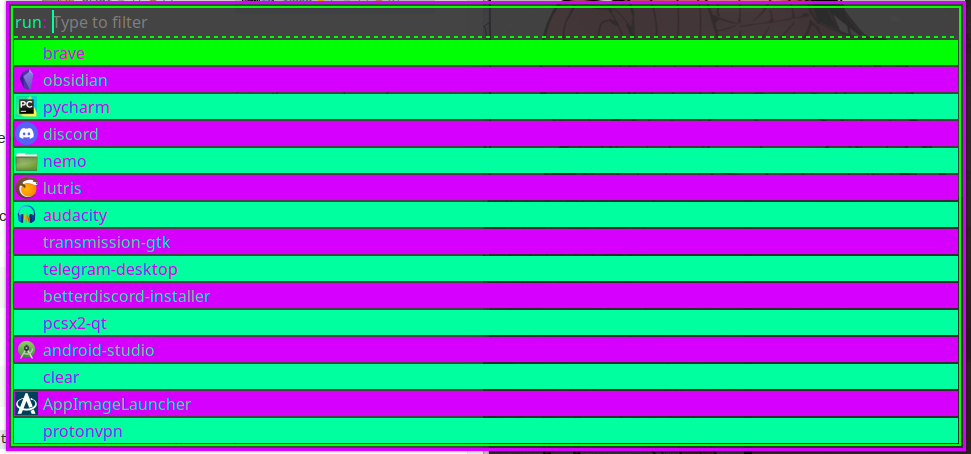 run: Type to filter
brave
obsidian
PC pycharm
discord
nemo
lutris
audacity
transmission-gtk
telegram-desktop
betterdiscord-installer
pcsx2-qt
android-studio
clear
AppImageLauncher
protonvpn